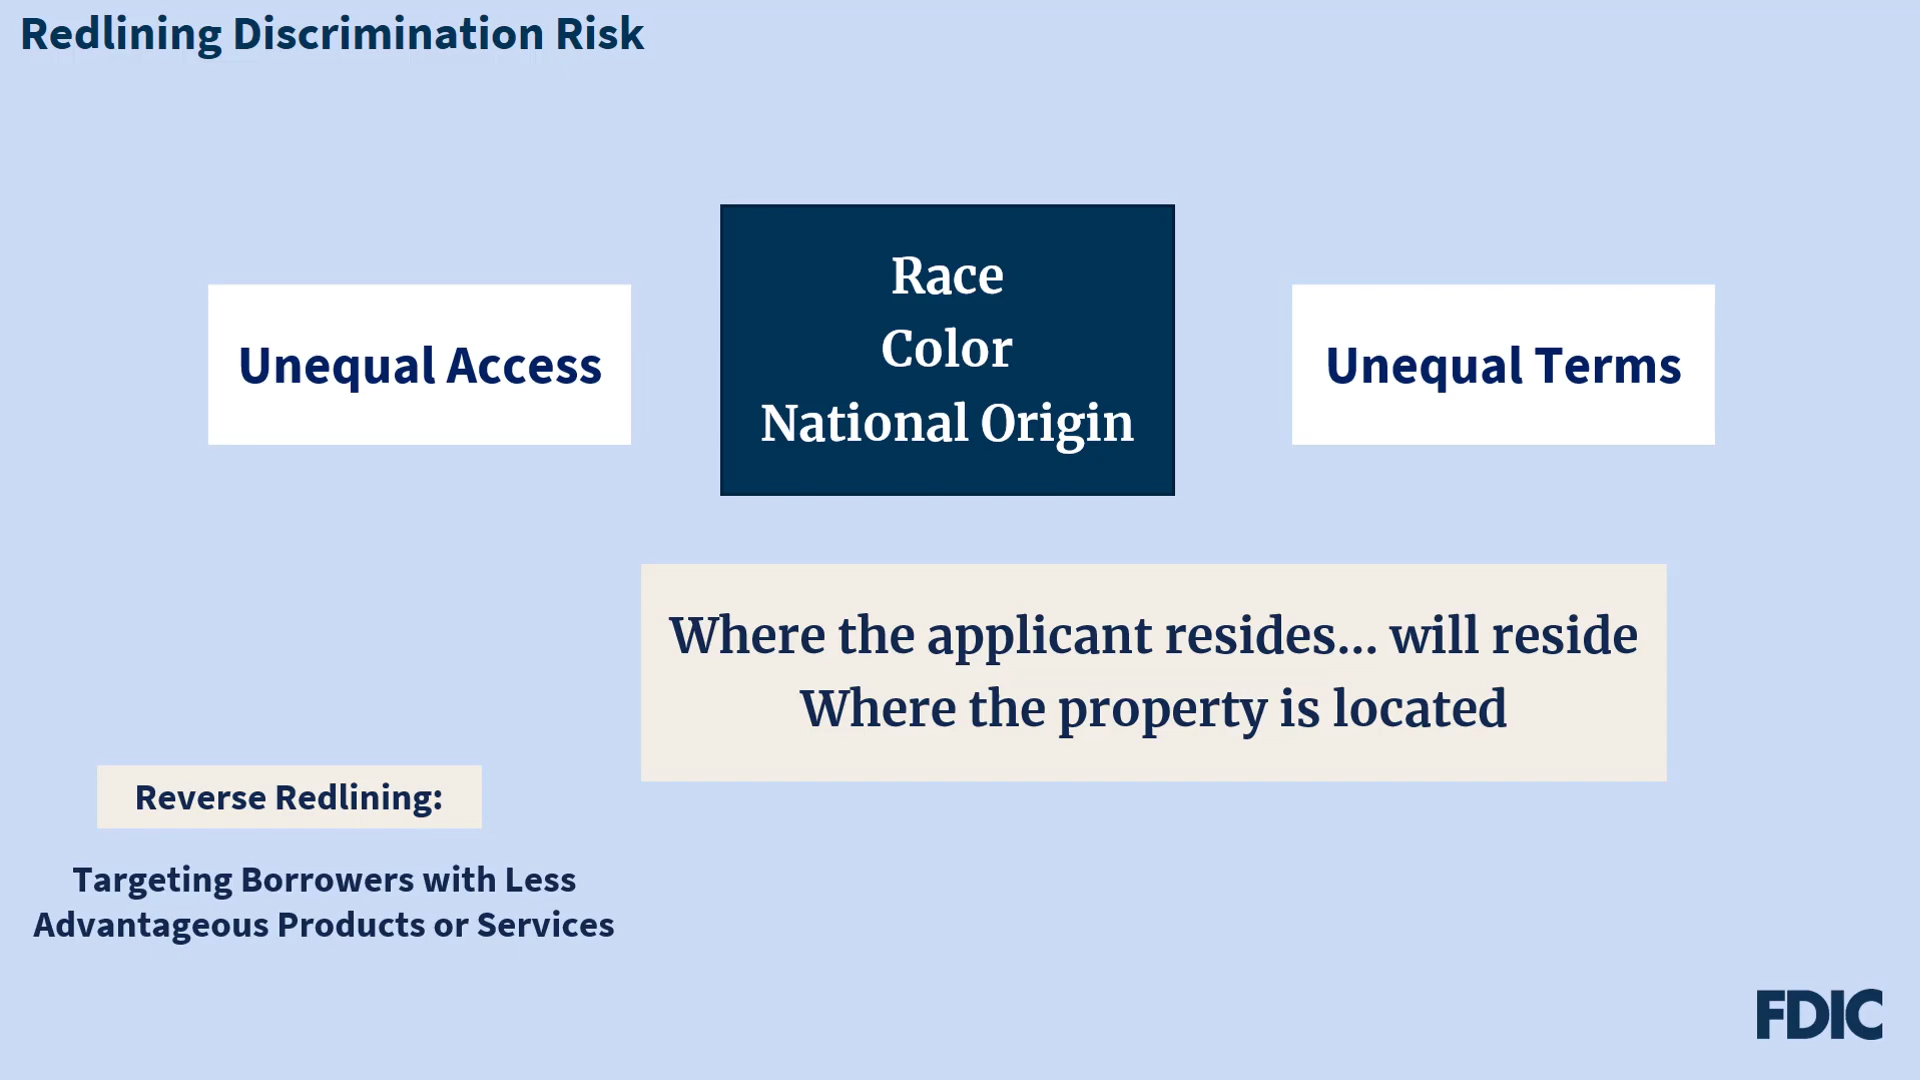 Redlining Discrimination Risk
Unequal Access
Race
Color
National Origin
Unequal Terms
Where the applicant resides... will reside
Where the property is located
Reverse Redlining:
Targeting Borrowers with Less
Advantageous Products or Services
FDIC